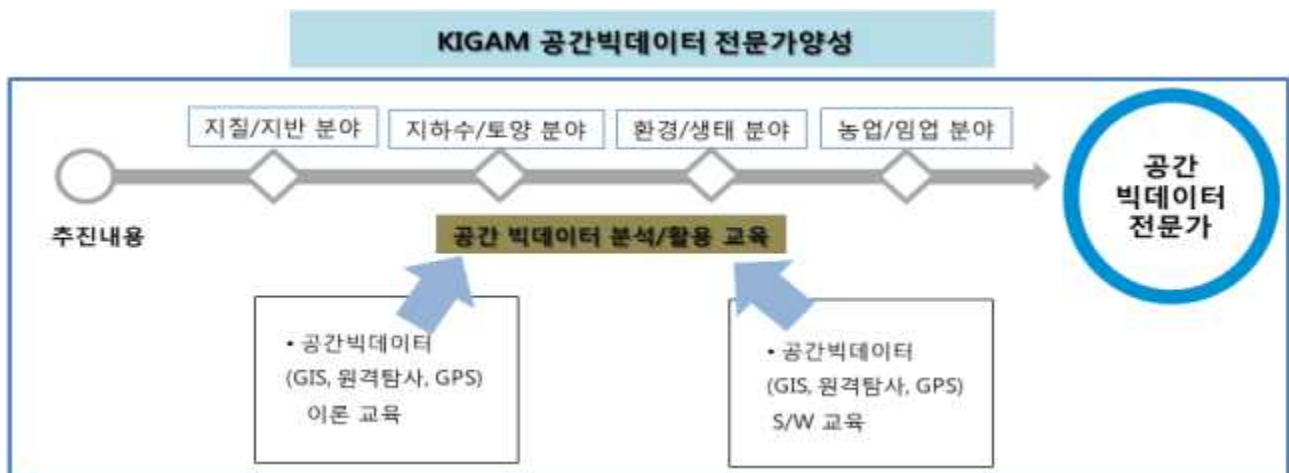 KIGAM 공간빅데이터 전문가양성
지질/지반 분야
지하수/토양 분야
환경/생태 분야
농업/임업 분야
추진내용
공간 빅데이터 분석/활용 교육
공간
빅데이터
전문가
• 공간빅데이터
(GIS, 원격탐사, GPS)
이론 교육
• 공간빅데이터
(GIS, 원격탐사, GPS)
S/W 교육